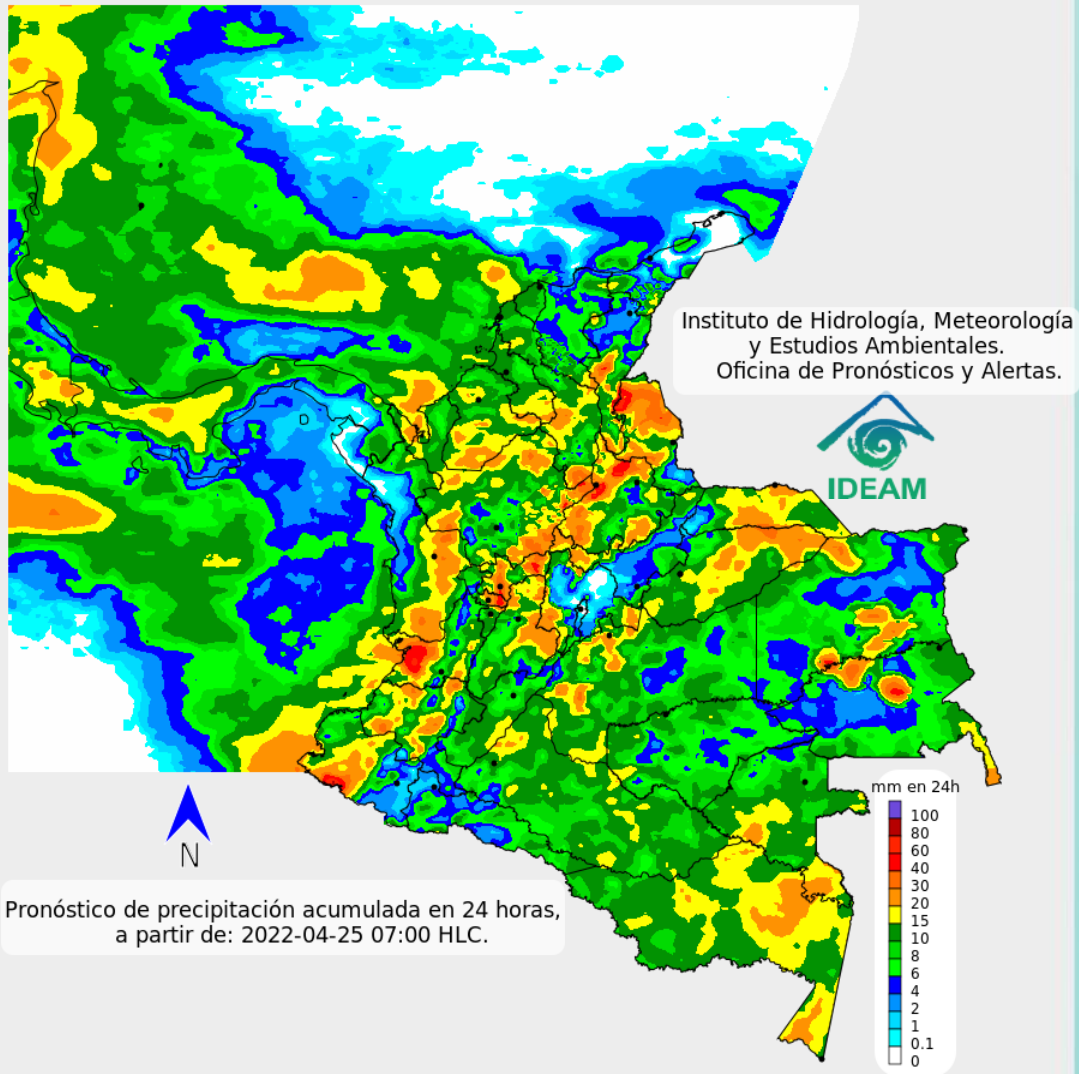 Instituto de Hidrología, Meteorología
y Estudios Ambientales.
Oficina de Pronósticos y Alertas.
IDEAM
mm en 24h
100
80
60
40
30
20
15
10
8
6
4
2
1
0.1
0
N
Pronóstico de precipitación acumulada en 24 horas,
a partir de: 2022-04-25 07:00 HLC.